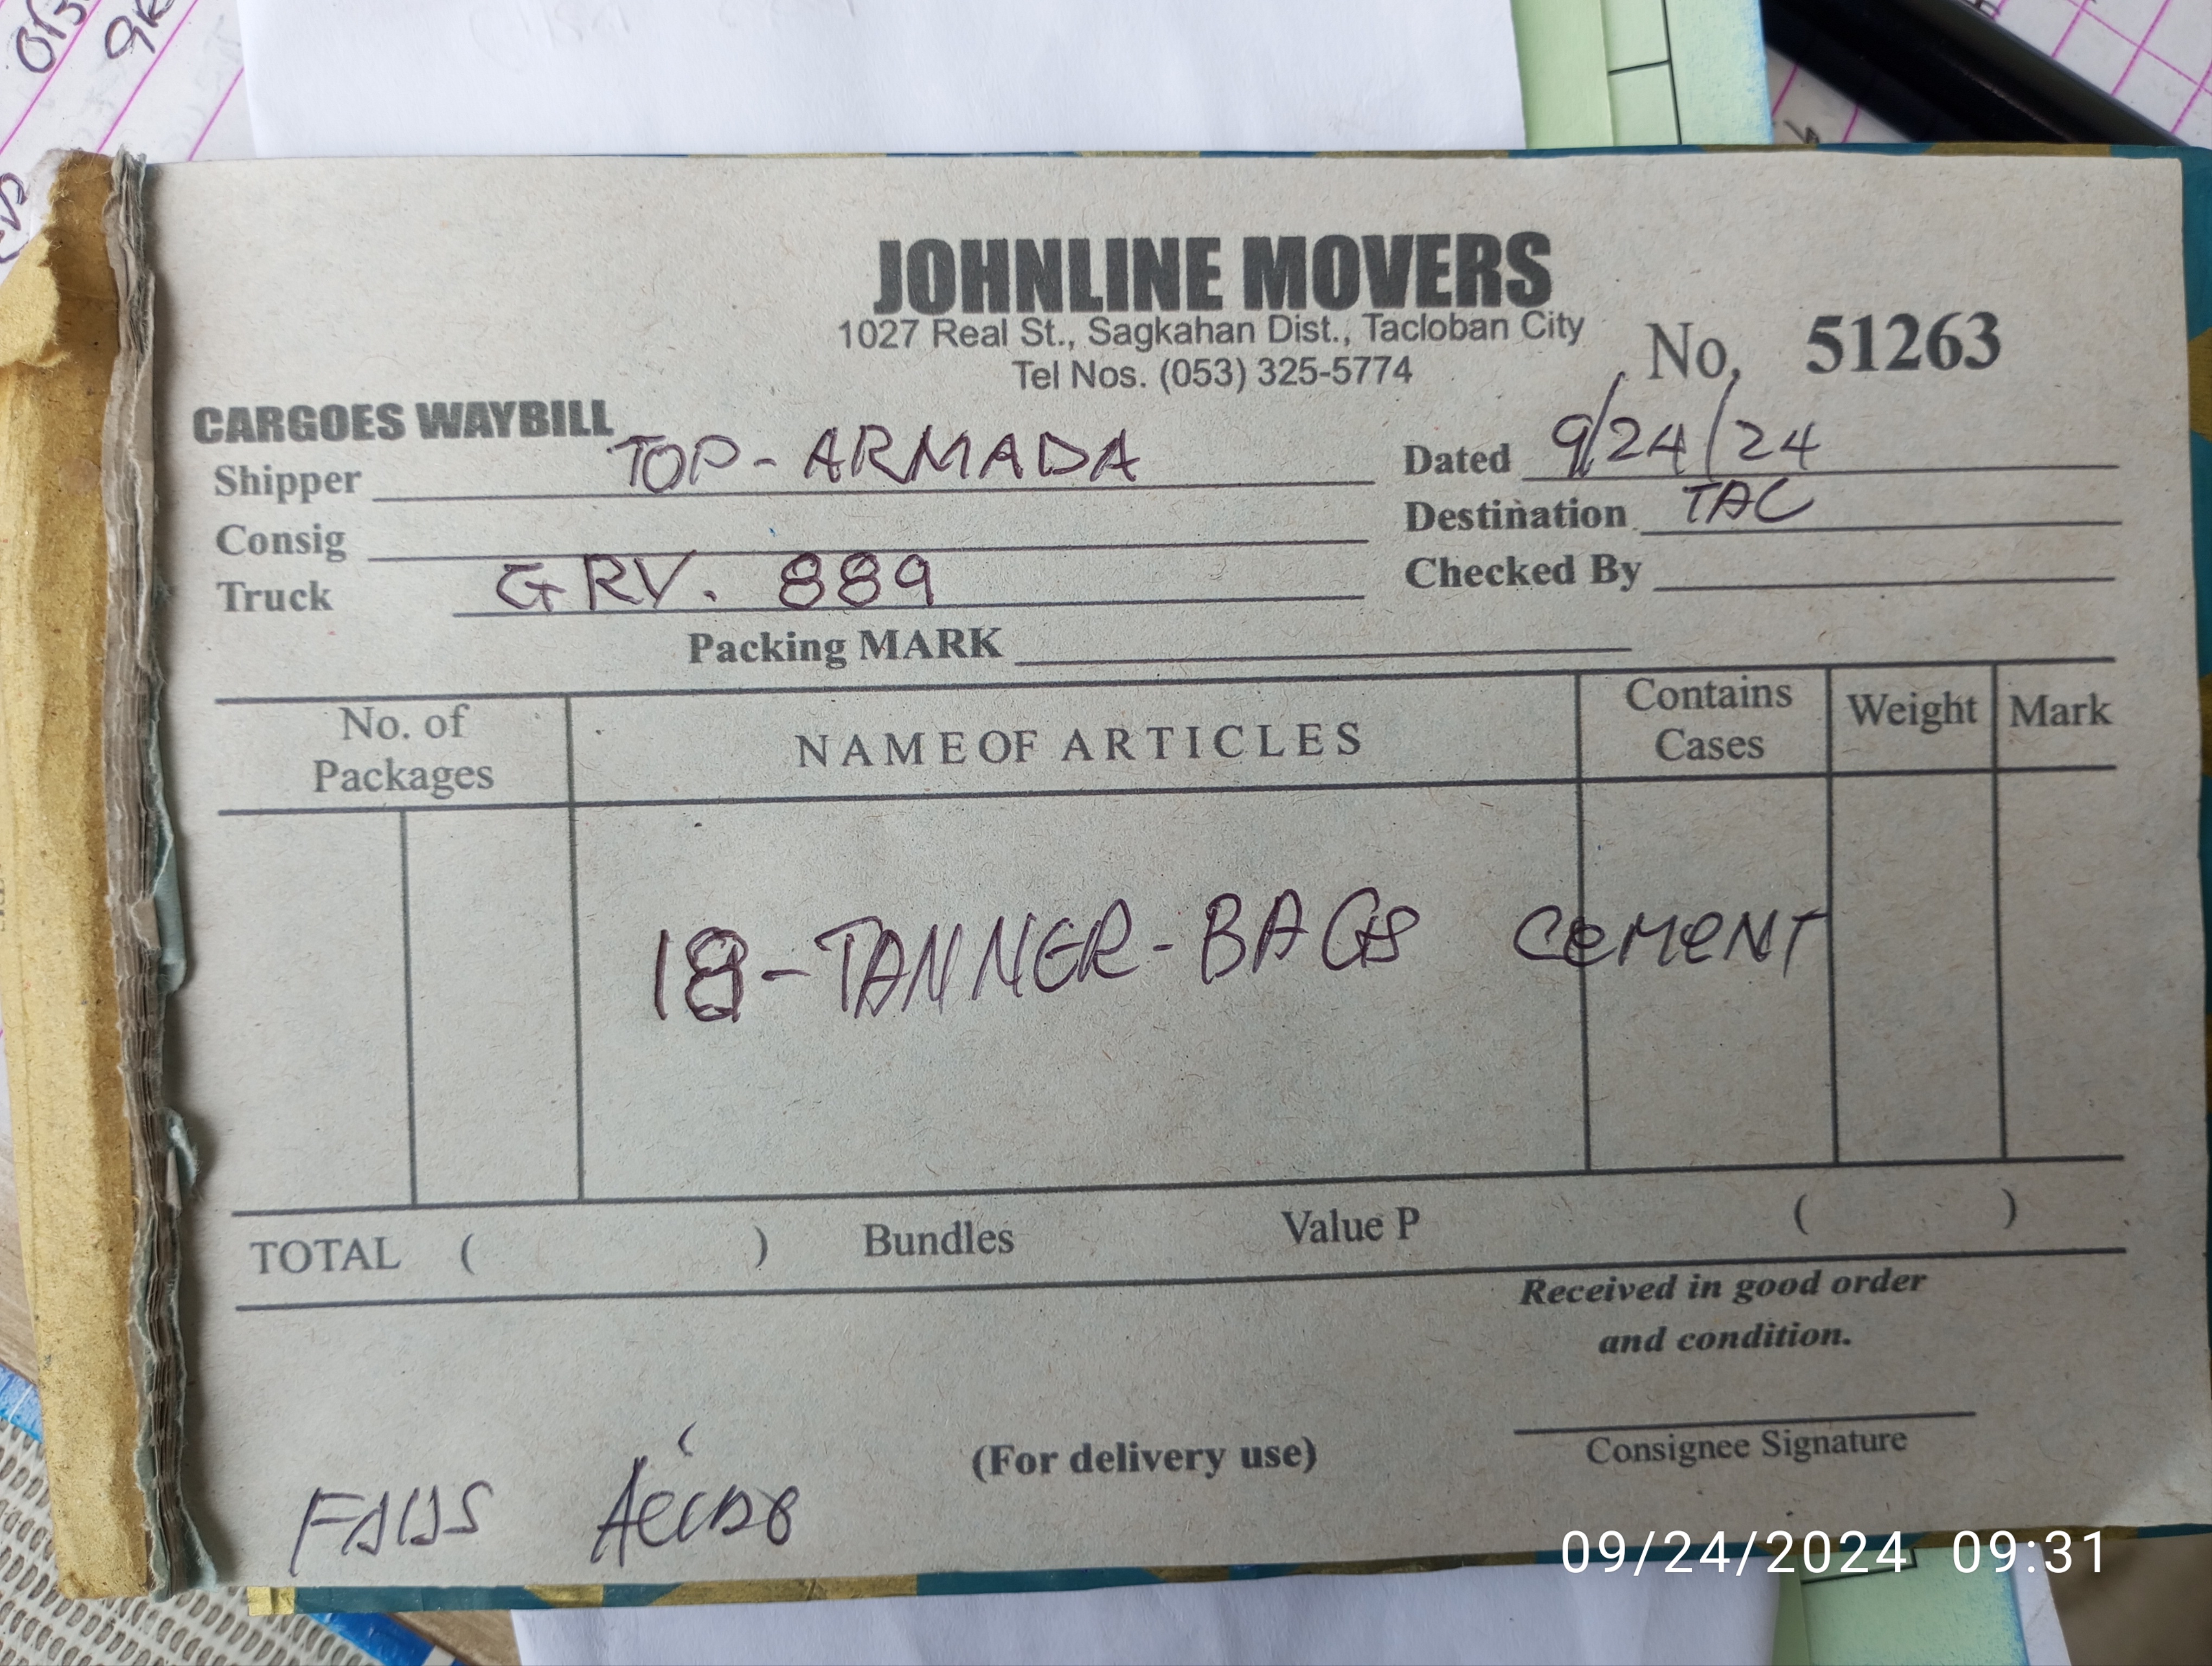 JOHNLINE MOVERS
1027 Real St., Sagkahan Dist., Tacloban City
Tel Nos. (053) 325-5774
No. 51263
CARGOES WAYBILL
Shipper TOP-ARMADA
Dated 9/24/24
Consig
Destination TAC
Truck GRV. 889
Checked By
Packing MARK
No. of Packages
NAME OF ARTICLES
Contains Cases
Weight
Mark
18-TANNER-BAGS CEMENT
TOTAL ( ) Bundles Value P ( )
Received in good order
and condition.
(For delivery use)
Consignee Signature
09/24/2024 09:31